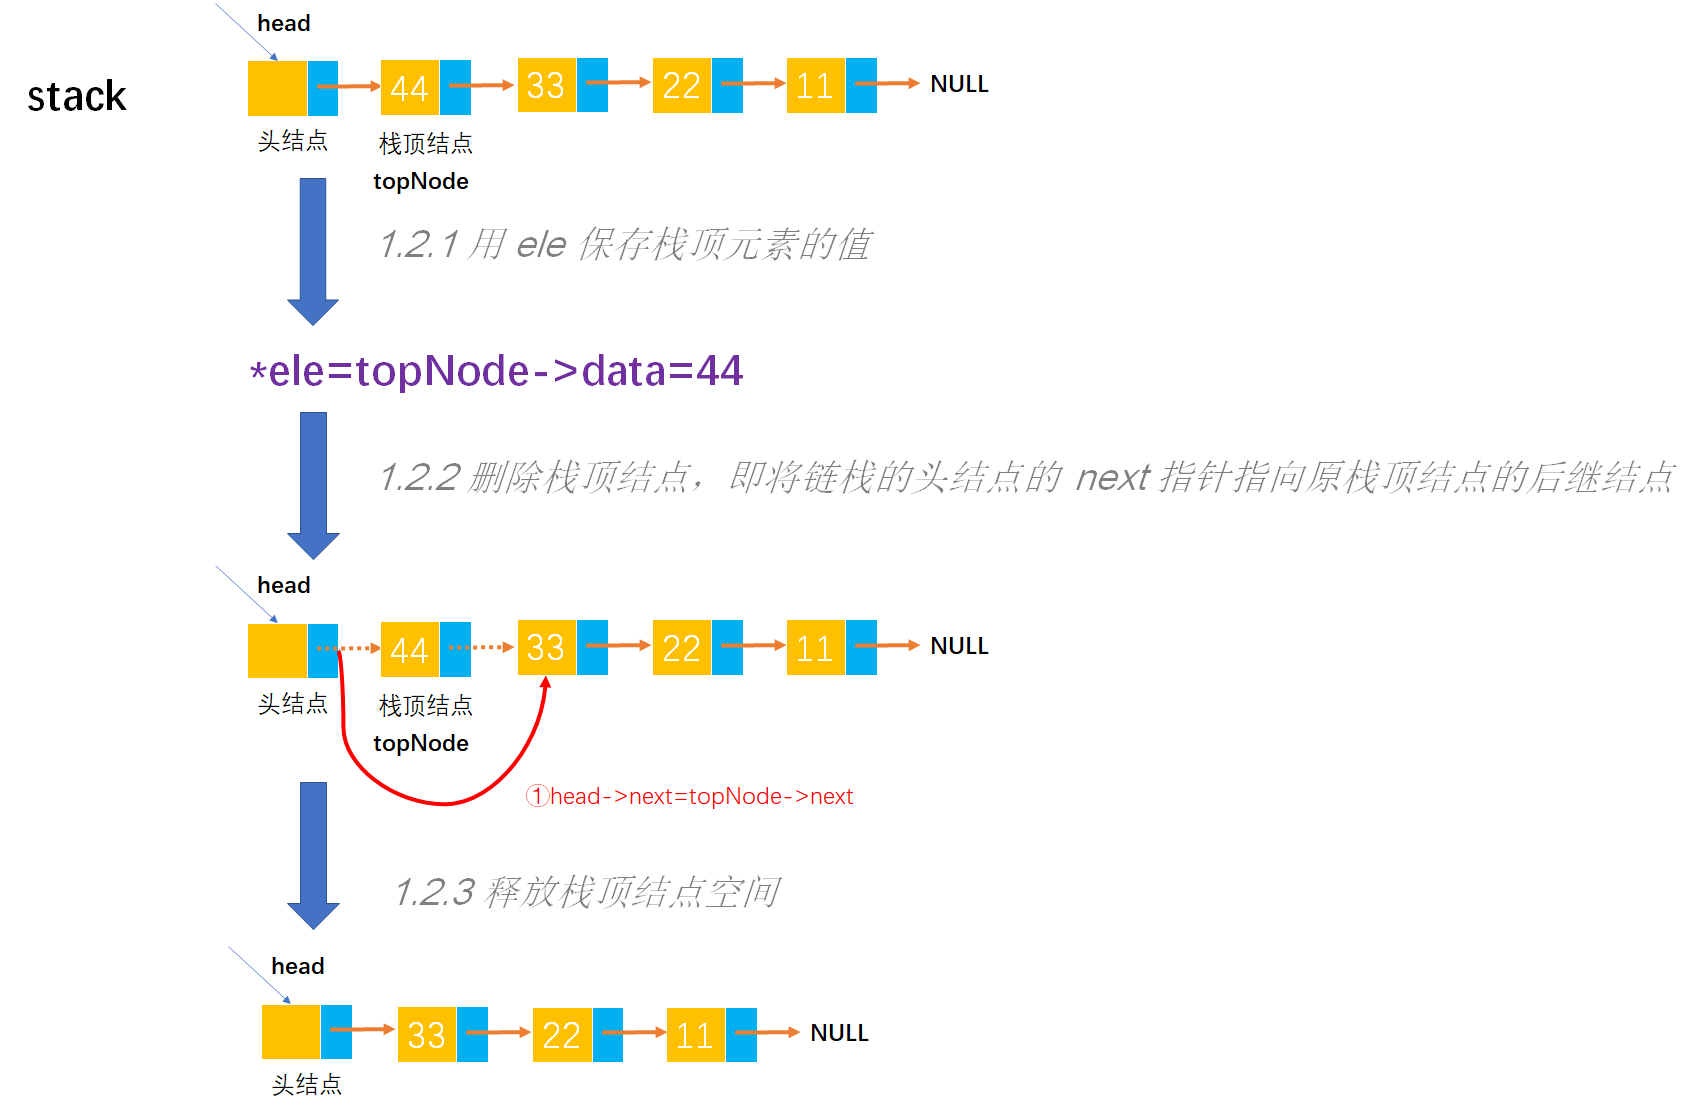 head
stack
44 33 22 11 NULL
头结点 栈顶结点
topNode
1.2.1 用 ele 保存栈顶元素的值
*ele=topNode->data=44
1.2.2 删除栈顶结点，即将链栈的头结点的 next 指针指向原栈顶结点的后继结点
head
44 33 22 11 NULL
头结点 栈顶结点
topNode
①head->next=topNode->next
1.2.3 释放栈顶结点空间
head
33 22 11 NULL
头结点